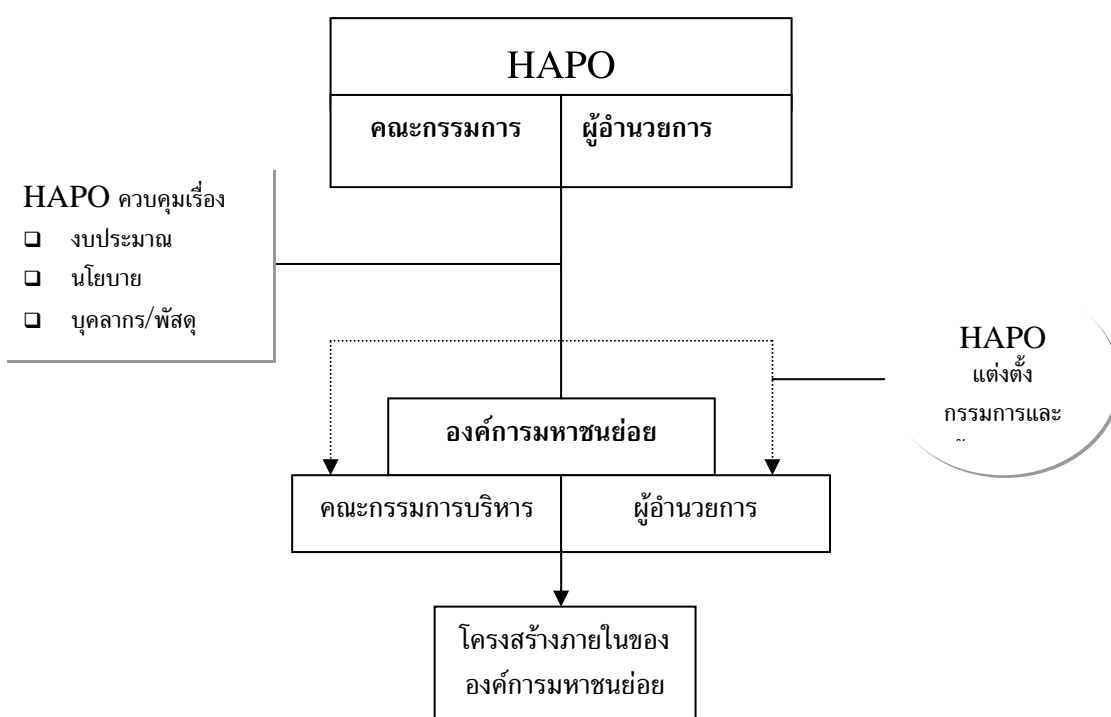 HAPO
คณะกรรมการ
ผู้อำนวยการ
HAPO ควบคุมเรื่อง
งบประมาณ
นโยบาย
บุคลากร/พัสดุ
HAPO
แต่งตั้ง
กรรมการและ
องค์การมหาชนย่อย
คณะกรรมการบริหาร
ผู้อำนวยการ
โครงสร้างภายในของ
องค์การมหาชนย่อย